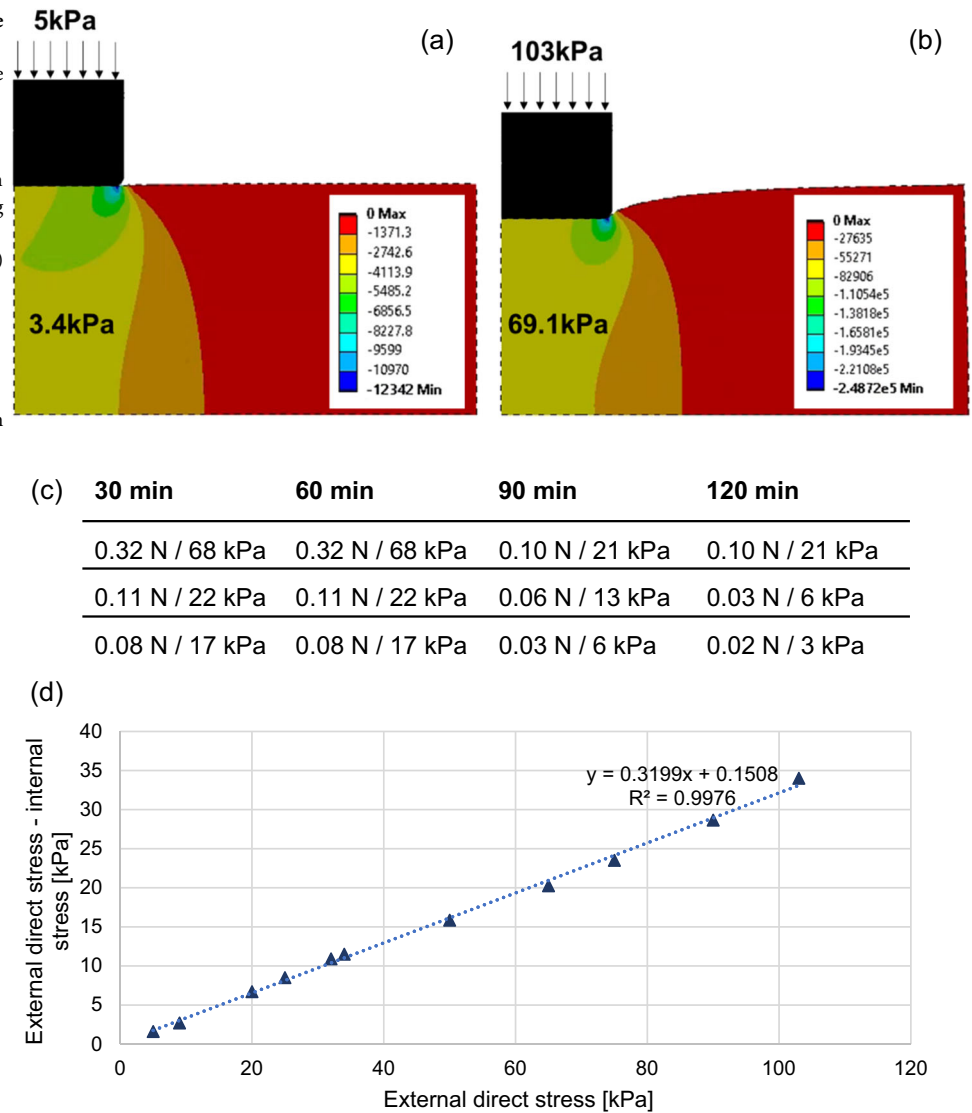 5kPa
(a)
0 Max
-1371.3
-2742.6
-4113.9
-5485.2
-6856.5
-8227.8
-9599
-10970
-12342 Min
3.4kPa
103kPa
(b)
0 Max
-27635
-55271
-82906
-1.1054e5
-1.3818e5
-1.6581e5
-1.9345e5
-2.2108e5
-2.4872e5 Min
69.1kPa
(c) 30 min 60 min 90 min 120 min
0.32 N / 68 kPa 0.32 N / 68 kPa 0.10 N / 21 kPa 0.10 N / 21 kPa
0.11 N / 22 kPa 0.11 N / 22 kPa 0.06 N / 13 kPa 0.03 N / 6 kPa
0.08 N / 17 kPa 0.08 N / 17 kPa 0.03 N / 6 kPa 0.02 N / 3 kPa
(d)
External direct stress - internal
stress [kPa]
40
35
30
25
20
15
10
5
0
y = 0.3199x + 0.1508
R² = 0.9976
0 20 40 60 80 100 120
External direct stress [kPa]